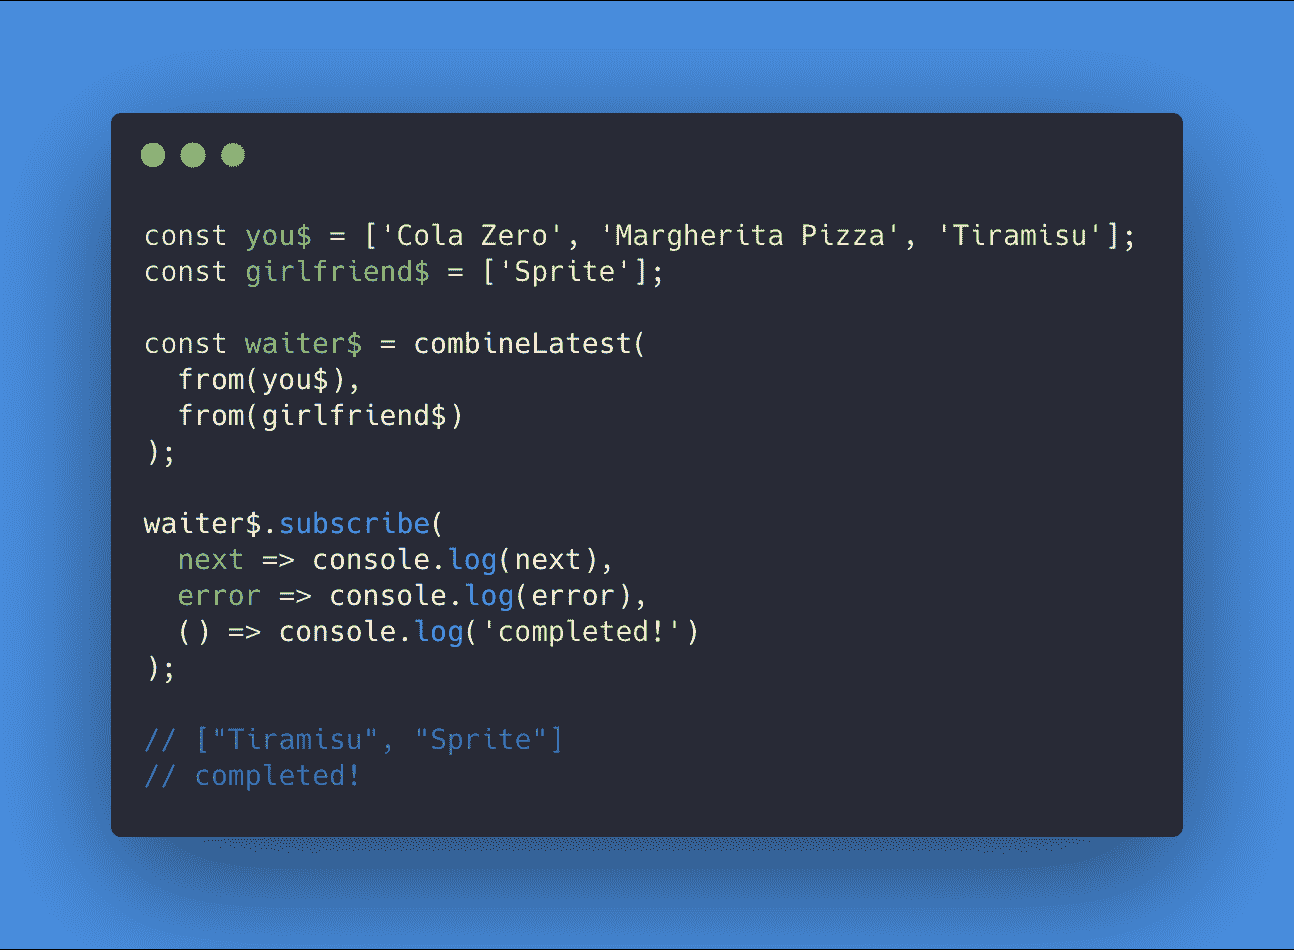 const you$ = ['Cola Zero', 'Margherita Pizza', 'Tiramisu'];
const girlfriend$ = ['Sprite'];
const waiter$ = combineLatest(
  from(you$),
  from(girlfriend$)
);
waiter$.subscribe(
  next => console.log(next),
  error => console.log(error),
  () => console.log('completed!')
);
// ["Tiramisu", "Sprite"]
// completed!